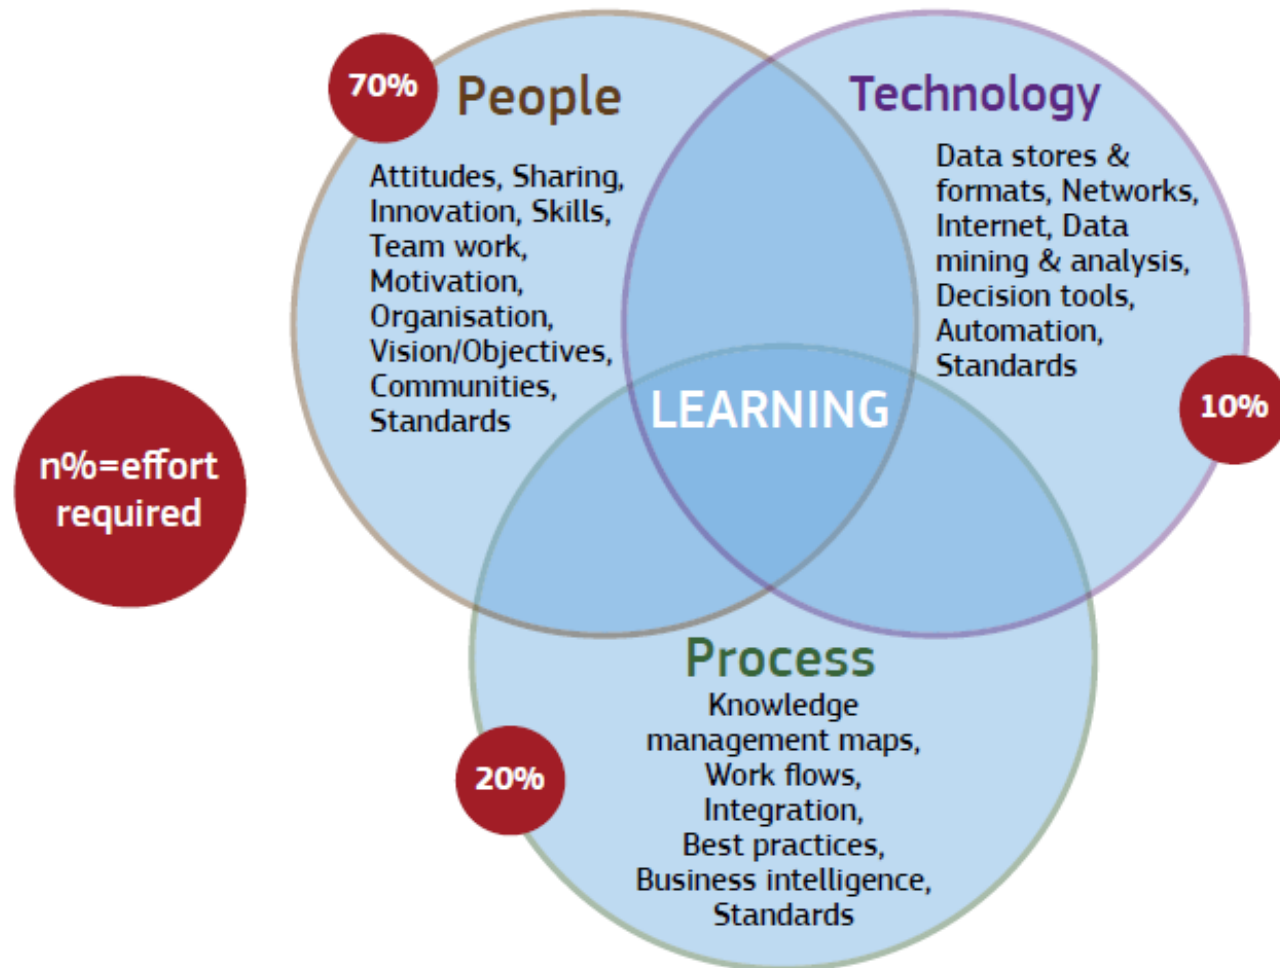 70%
People
Attitudes, Sharing,
Innovation, Skills,
Team work,
Motivation,
Organisation,
Vision/Objectives,
Communities,
Standards
Technology
Data stores &
formats, Networks,
Internet, Data
mining & analysis,
Decision tools,
Automation,
Standards
10%
LEARNING
n%=effort
required
Process
Knowledge
management maps,
Work flows,
Integration,
Best practices,
Business intelligence,
Standards
20%